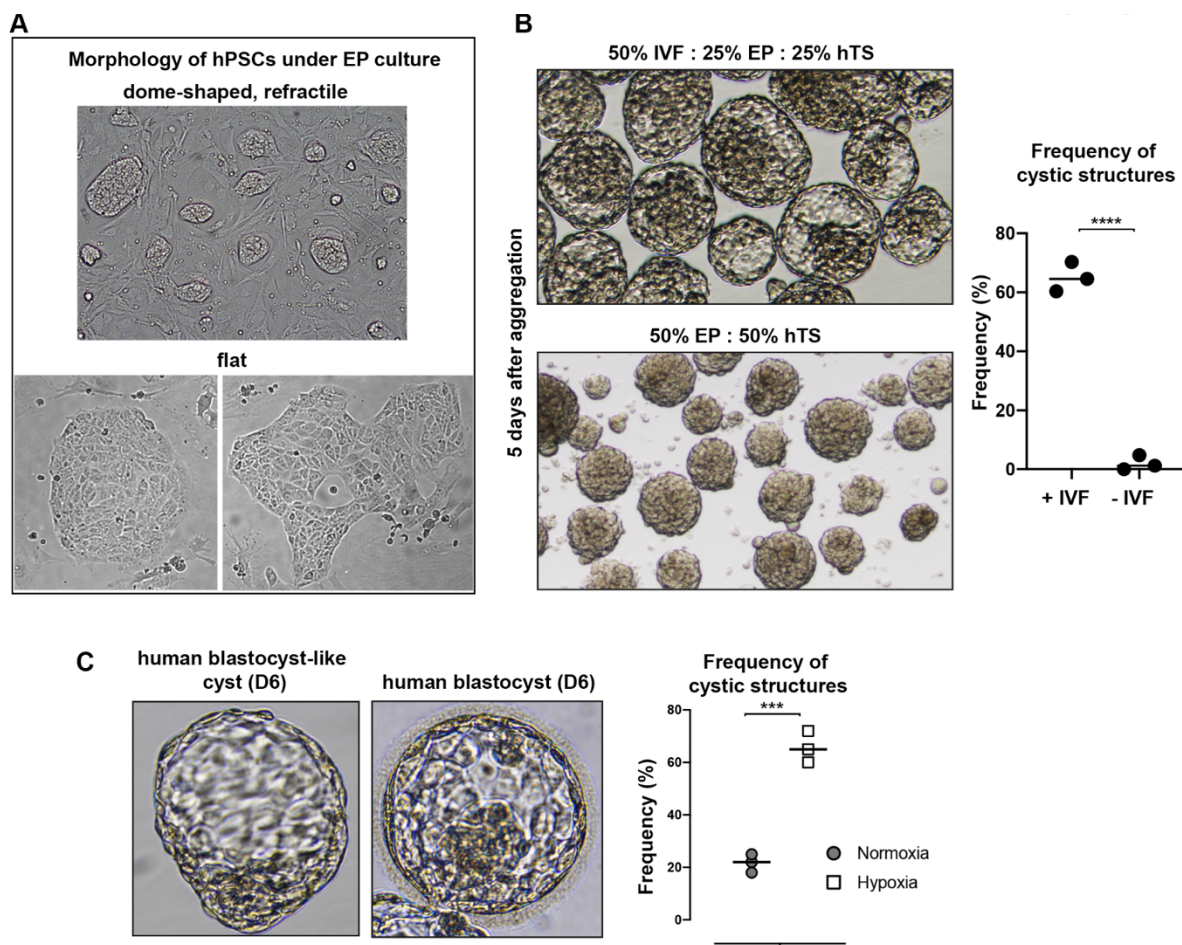 A
Morphology of hPSCs under EP culture
dome-shaped, refractile
flat
B
50% IVF : 25% EP : 25% hTS
50% EP : 50% hTS
5 days after aggregation
Frequency of
cystic structures
****
Frequency (%)
80
60
40
20
0
+ IVF
- IVF
C
human blastocyst-like
cyst (D6)
human blastocyst (D6)
Frequency of
cystic structures
***
Frequency (%)
80
60
40
20
0
Normoxia
Hypoxia